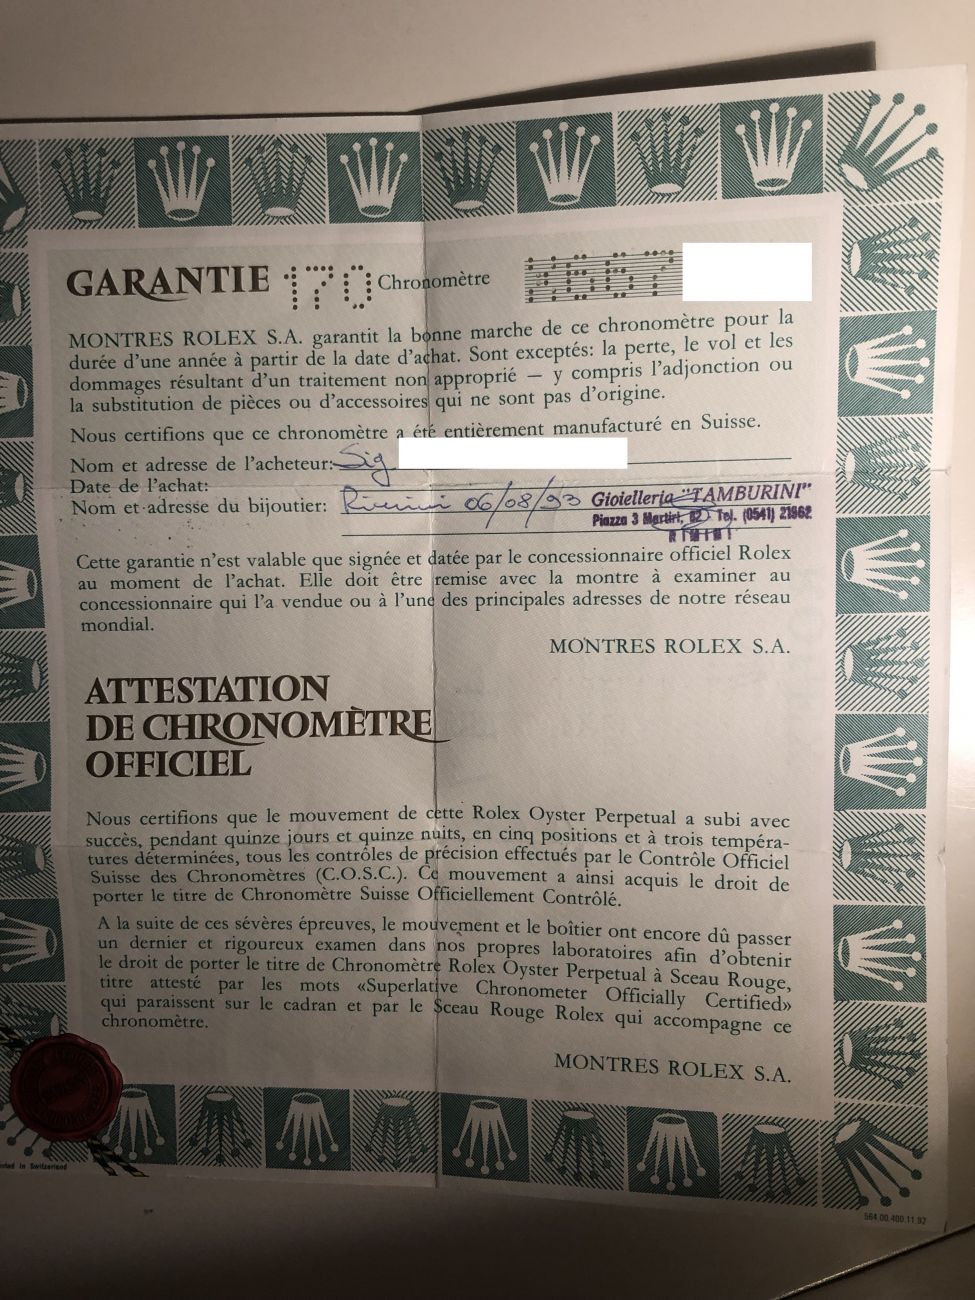 GARANTIE 170 Chronomètre
MONTRES ROLEX S.A. garantit la bonne marche de ce chronomètre pour la
durée d'une année à partir de la date d'achat. Sont exceptés: la perte, le vol et les
dommages résultant d'un traitement non approprié — y compris l'adjonction ou
la substitution de pièces ou d'accessoires qui ne sont pas d'origine.
Nous certifions que ce chronomètre a été entièrement manufacturé en Suisse.
Nom et adresse de l'acheteur: Sig
Date de l'achat:
Nom et adresse du bijoutier: Rimini 06/08/93 Gioielleria "TAMBURINI"
Piazza 3 Martiri, Tel. (0541) 21962
RIMINI
Cette garantie n'est valable que signée et datée par le concessionnaire officiel Rolex
au moment de l'achat. Elle doit être remise avec la montre à examiner au
concessionnaire qui l'a vendue ou à l'une des principales adresses de notre réseau
mondial.
MONTRES ROLEX S.A.
ATTESTATION
DE CHRONOMÈTRE
OFFICIEL
Nous certifions que le mouvement de cette Rolex Oyster Perpetual a subi avec
succès, pendant quinze jours et quinze nuits, en cinq positions et à trois tempéra-
tures déterminées, tous les contrôles de précision effectués par le Contrôle Officiel
Suisse des Chronomètres (C.O.S.C.). Ce mouvement a ainsi acquis le droit de
porter le titre de Chronomètre Suisse Officiellement Contrôlé.
A la suite de ces sévères épreuves, le mouvement et le boîtier ont encore dû passer
un dernier et rigoureux examen dans nos propres laboratoires afin d'obtenir
le droit de porter le titre de Chronomètre Rolex Oyster Perpetual à Sceau Rouge,
titre attesté par les mots «Superlative Chronometer Officially Certified»
qui paraissent sur le cadran et par le Sceau Rouge Rolex qui accompagne ce
chronomètre.
MONTRES ROLEX S.A.
in Switzerland
564.00.400.11.92